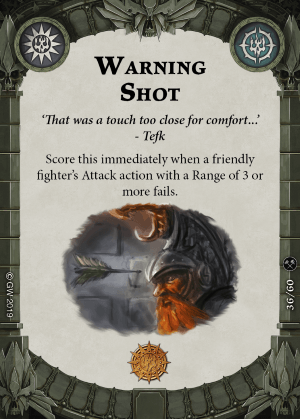 WARNING
SHOT
‘That was a touch too close for comfort...’
- Tefk
Score this immediately when a friendly
fighter’s Attack action with a Range of 3 or
more fails.
© GW 2019
36/60